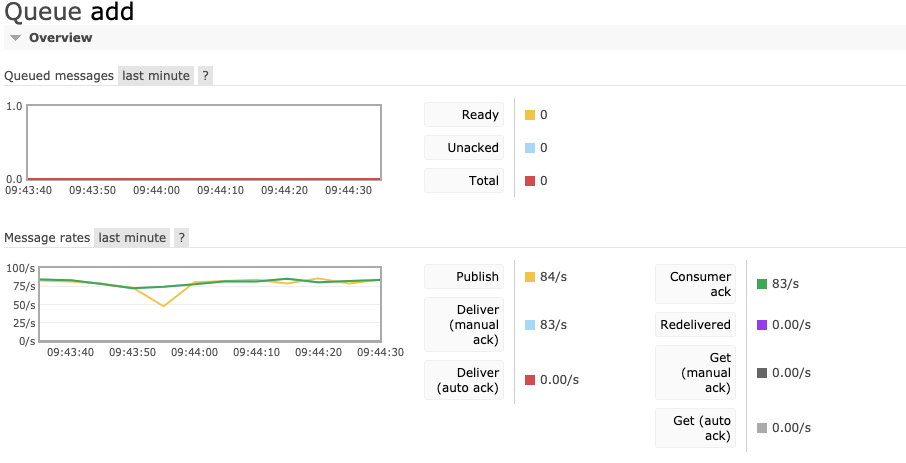 Queue add
Overview
Queued messages last minute ?
1.0
0.0
09:43:40 09:43:50 09:44:00 09:44:10 09:44:20 09:44:30
Ready 0
Unacked 0
Total 0
Message rates last minute ?
100/s
75/s
50/s
25/s
0/s
09:43:40 09:43:50 09:44:00 09:44:10 09:44:20 09:44:30
Publish 84/s
Deliver
(manual 83/s
ack)
Deliver
(auto ack) 0.00/s
Consumer
ack 83/s
Redelivered 0.00/s
Get
(manual 0.00/s
ack)
Get (auto
ack) 0.00/s